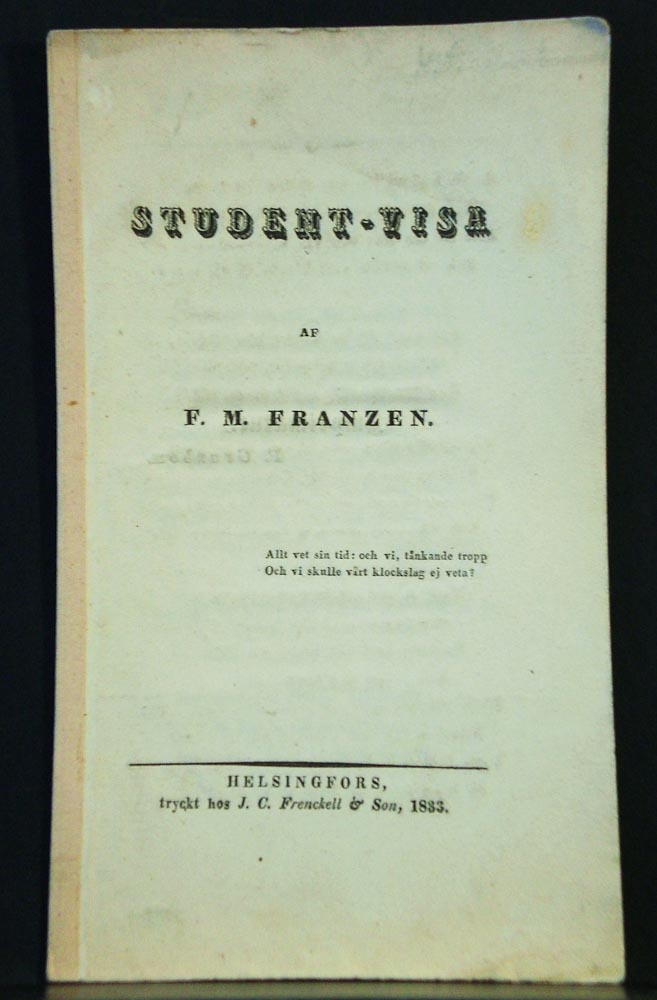 STUDENT-VISA
AF
F. M. FRANZEN.
Allt vet sin tid: och vi, tänkande tropp
Och vi skulle vårt klockslag ej veta?
HELSINGFORS,
tryckt hos J. C. Frenckell & Son, 1833.